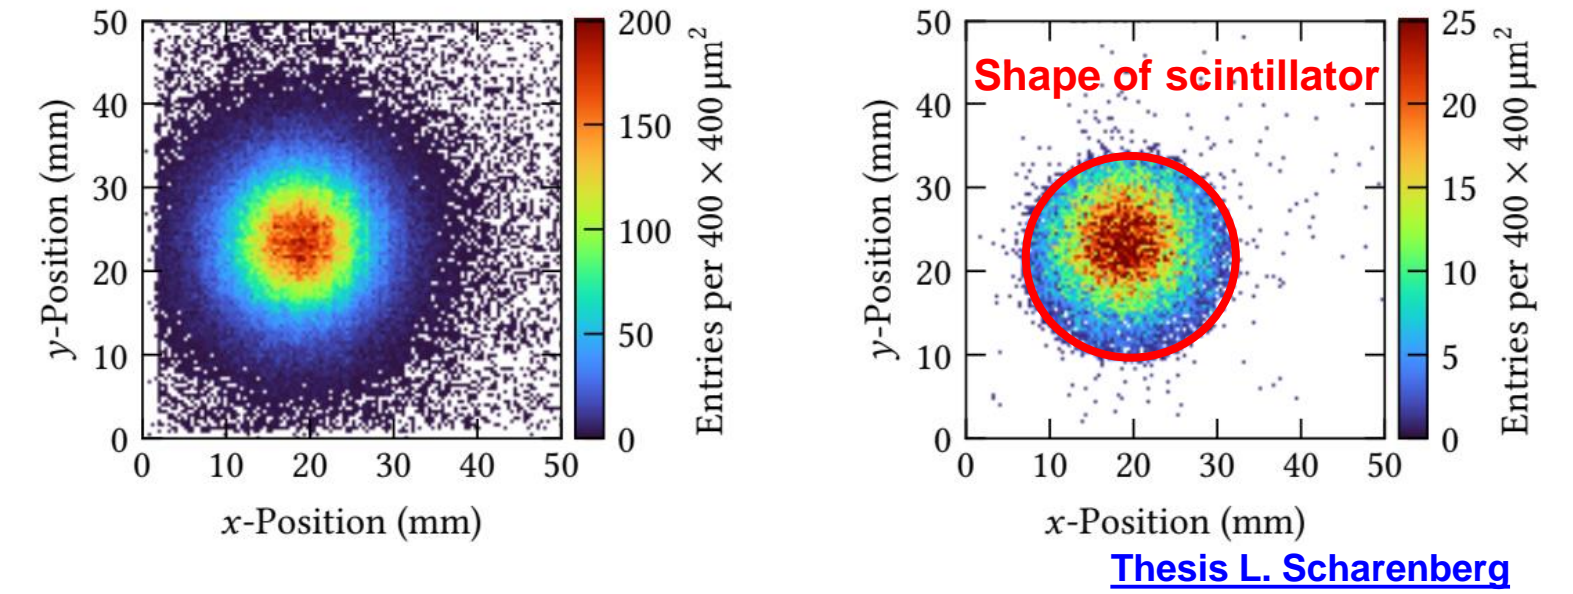 50
40
30
20
10
0
0 10 20 30 40 50
y-Position (mm)
x-Position (mm)
200
150
100
50
0
Entries per 400 × 400 μm²
50
40
30
20
10
0
0 10 20 30 40 50
y-Position (mm)
x-Position (mm)
Shape of scintillator
25
20
15
10
5
0
Entries per 400 × 400 μm²
Thesis L. Scharenberg